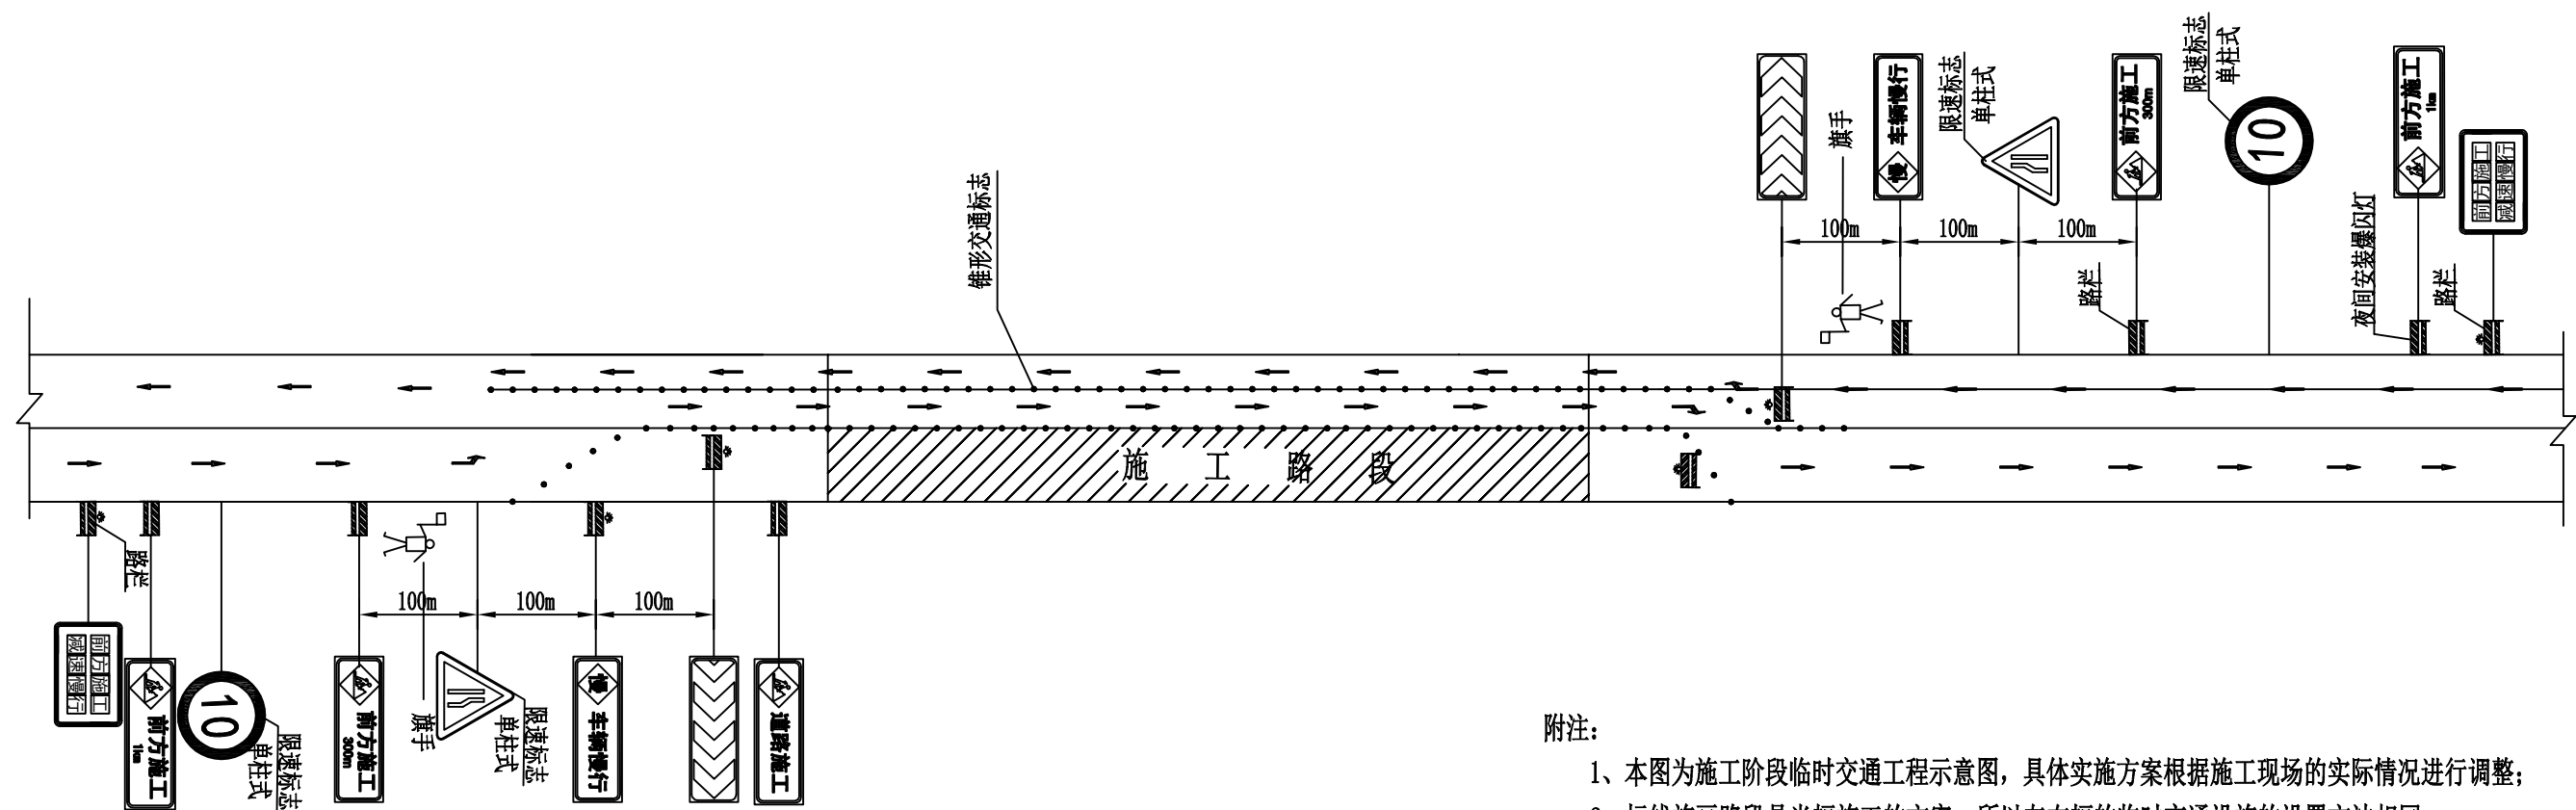 限速标志
单柱式
前方施工
1km
前方施工
减速慢行
限速标志
单柱式
前方施工
300m
慢 车辆慢行
旗手
10
锥形交通标志
夜间安装爆闪灯
路栏
路栏
100m
100m
100m
施工路段
路栏
100m
100m
100m
前方施工
减速慢行
前方施工
1km
10
限速标志
单柱式
前方施工
300m
旗手
限速标志
单柱式
慢 车辆慢行
道路施工
附注：
1、本图为施工阶段临时交通工程示意图，具体实施方案根据施工现场的实际情况进行调整；